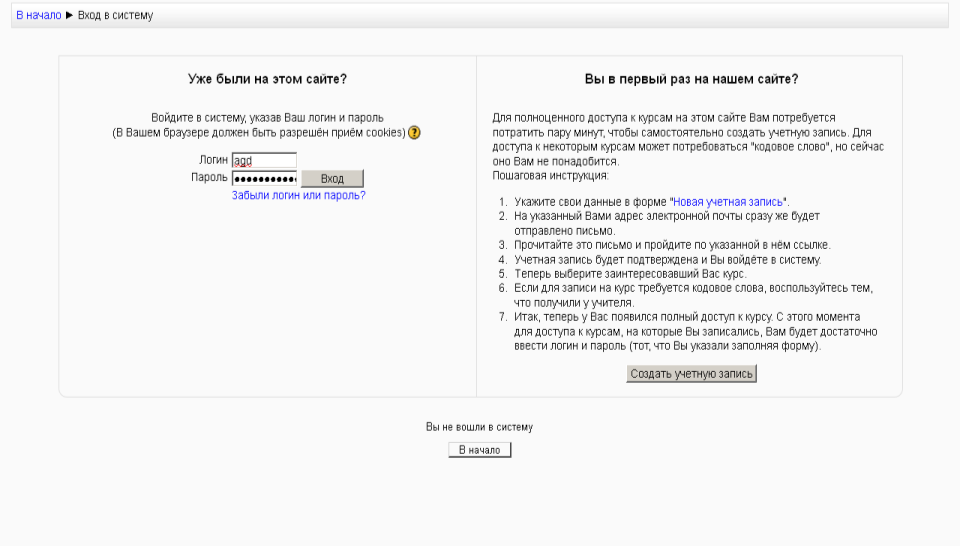 В начало ► Вход в систему
Уже были на этом сайте?
Войдите в систему, указав Ваш логин и пароль
(В Вашем браузере должен быть разрешён приём cookies) ?
Логин agd
Пароль ●●●●●●●●●●● Вход
Забыли логин или пароль?
Вы в первый раз на нашем сайте?
Для полноценного доступа к курсам на этом сайте Вам потребуется
потратить пару минут, чтобы самостоятельно создать учетную запись. Для
доступа к некоторым курсам может потребоваться "кодовое слово", но сейчас
оно Вам не понадобится.
Пошаговая инструкция:
1. Укажите свои данные в форме "Новая учетная запись".
2. На указанный Вами адрес электронной почты сразу же будет
отправлено письмо.
3. Прочитайте это письмо и пройдите по указанной в нём ссылке.
4. Учетная запись будет подтверждена и Вы войдёте в систему.
5. Теперь выберите заинтересовавший Вас курс.
6. Если для записи на курс требуется кодовое слова, воспользуйтесь тем,
что получили у учителя.
7. Итак, теперь у Вас появился полный доступ к курсу. С этого момента
для доступа к курсам, на которые Вы записались, Вам будет достаточно
ввести логин и пароль (тот, что Вы указали заполняя форму).
Создать учетную запись
Вы не вошли в систему
В начало